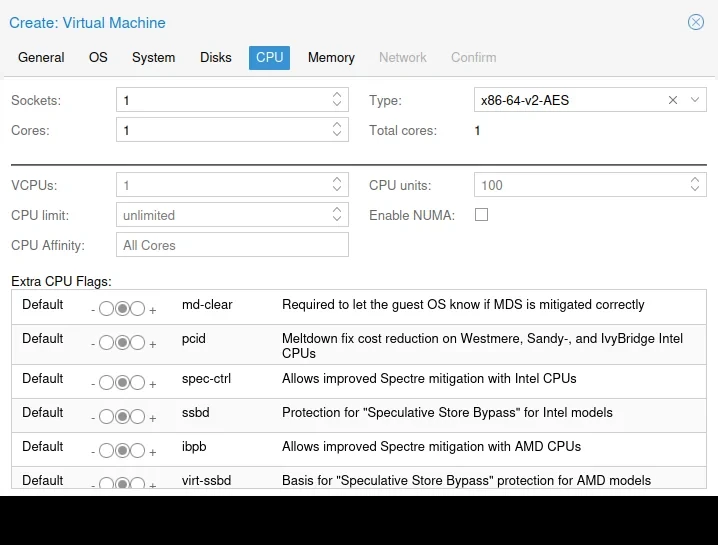 Create: Virtual Machine
General OS System Disks CPU Memory Network Confirm
Sockets: 1 Type: x86-64-v2-AES
Cores: 1 Total cores: 1
VCPUs: 1 CPU units: 100
CPU limit: unlimited Enable NUMA:
CPU Affinity: All Cores
Extra CPU Flags:
Default - + md-clear Required to let the guest OS know if MDS is mitigated correctly
Default - + pcid Meltdown fix cost reduction on Westmere, Sandy-, and IvyBridge Intel
CPUs
Default - + spec-ctrl Allows improved Spectre mitigation with Intel CPUs
Default - + ssbd Protection for "Speculative Store Bypass" for Intel models
Default - + ibpb Allows improved Spectre mitigation with AMD CPUs
Default - + virt-ssbd Basis for "Speculative Store Bypass" protection for AMD models